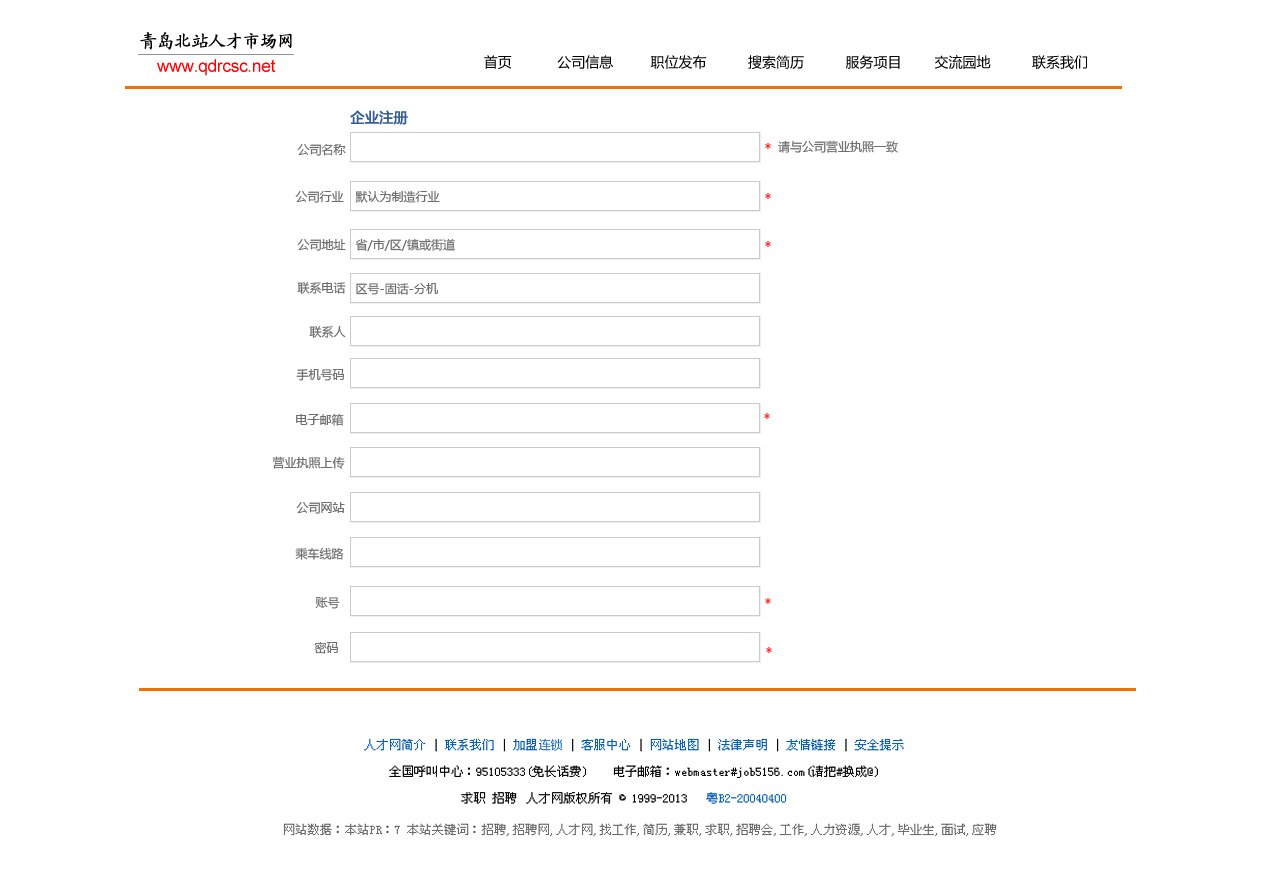 青岛北站人才市场网
www.qdrcsc.net
首页 公司信息 职位发布 搜索简历 服务项目 交流园地 联系我们
企业注册
公司名称 * 请与公司营业执照一致
公司行业 默认为制造行业 *
公司地址 省/市/区/镇或街道 *
联系电话 区号-固话-分机
联系人
手机号码
电子邮箱 *
营业执照上传
公司网站
乘车线路
账号 *
密码 *
人才网简介 | 联系我们 | 加盟连锁 | 客服中心 | 网站地图 | 法律声明 | 友情链接 | 安全提示
全国呼叫中心：95105333(免长话费) 电子邮箱：webmaster#job5156.com(请把#换成@)
求职 招聘 人才网版权所有 © 1999-2013 粤B2-20040400
网站数据：本站PR：7 本站关键词：招聘,招聘网,人才网,找工作,简历,兼职,求职,招聘会,工作,人力资源,人才,毕业生,面试,应聘